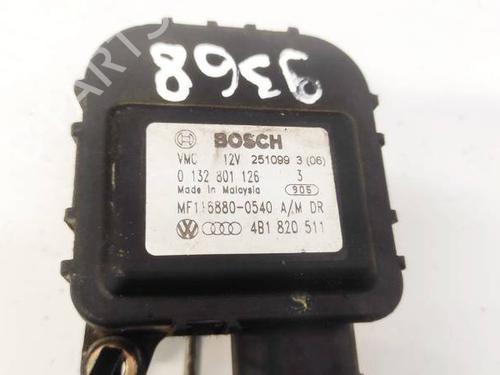 9368
BOSCH
VMC 12V 251099 3 (06)
0 132 801 126 3
Made in Malaysia 905
MF116880-0540 A/M DR
4B1 820 511